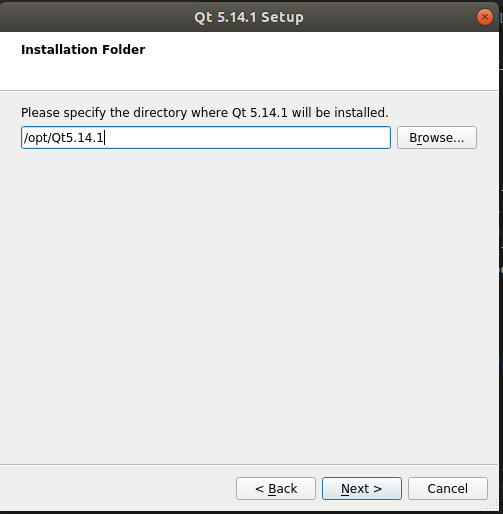 Qt 5.14.1 Setup
Installation Folder
Please specify the directory where Qt 5.14.1 will be installed.
/opt/Qt5.14.1
Browse...
< Back
Next >
Cancel